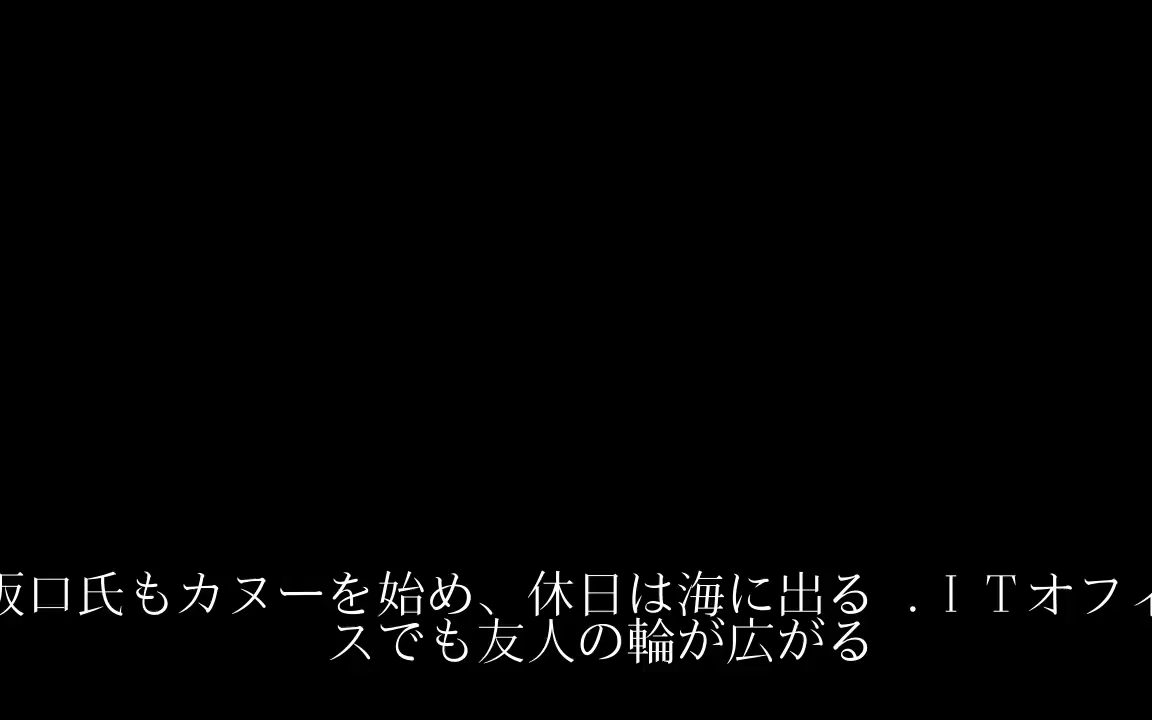 阪口氏もカヌーを始め、休日は海に出る .ＩＴオフィ
スでも友人の輪が広がる